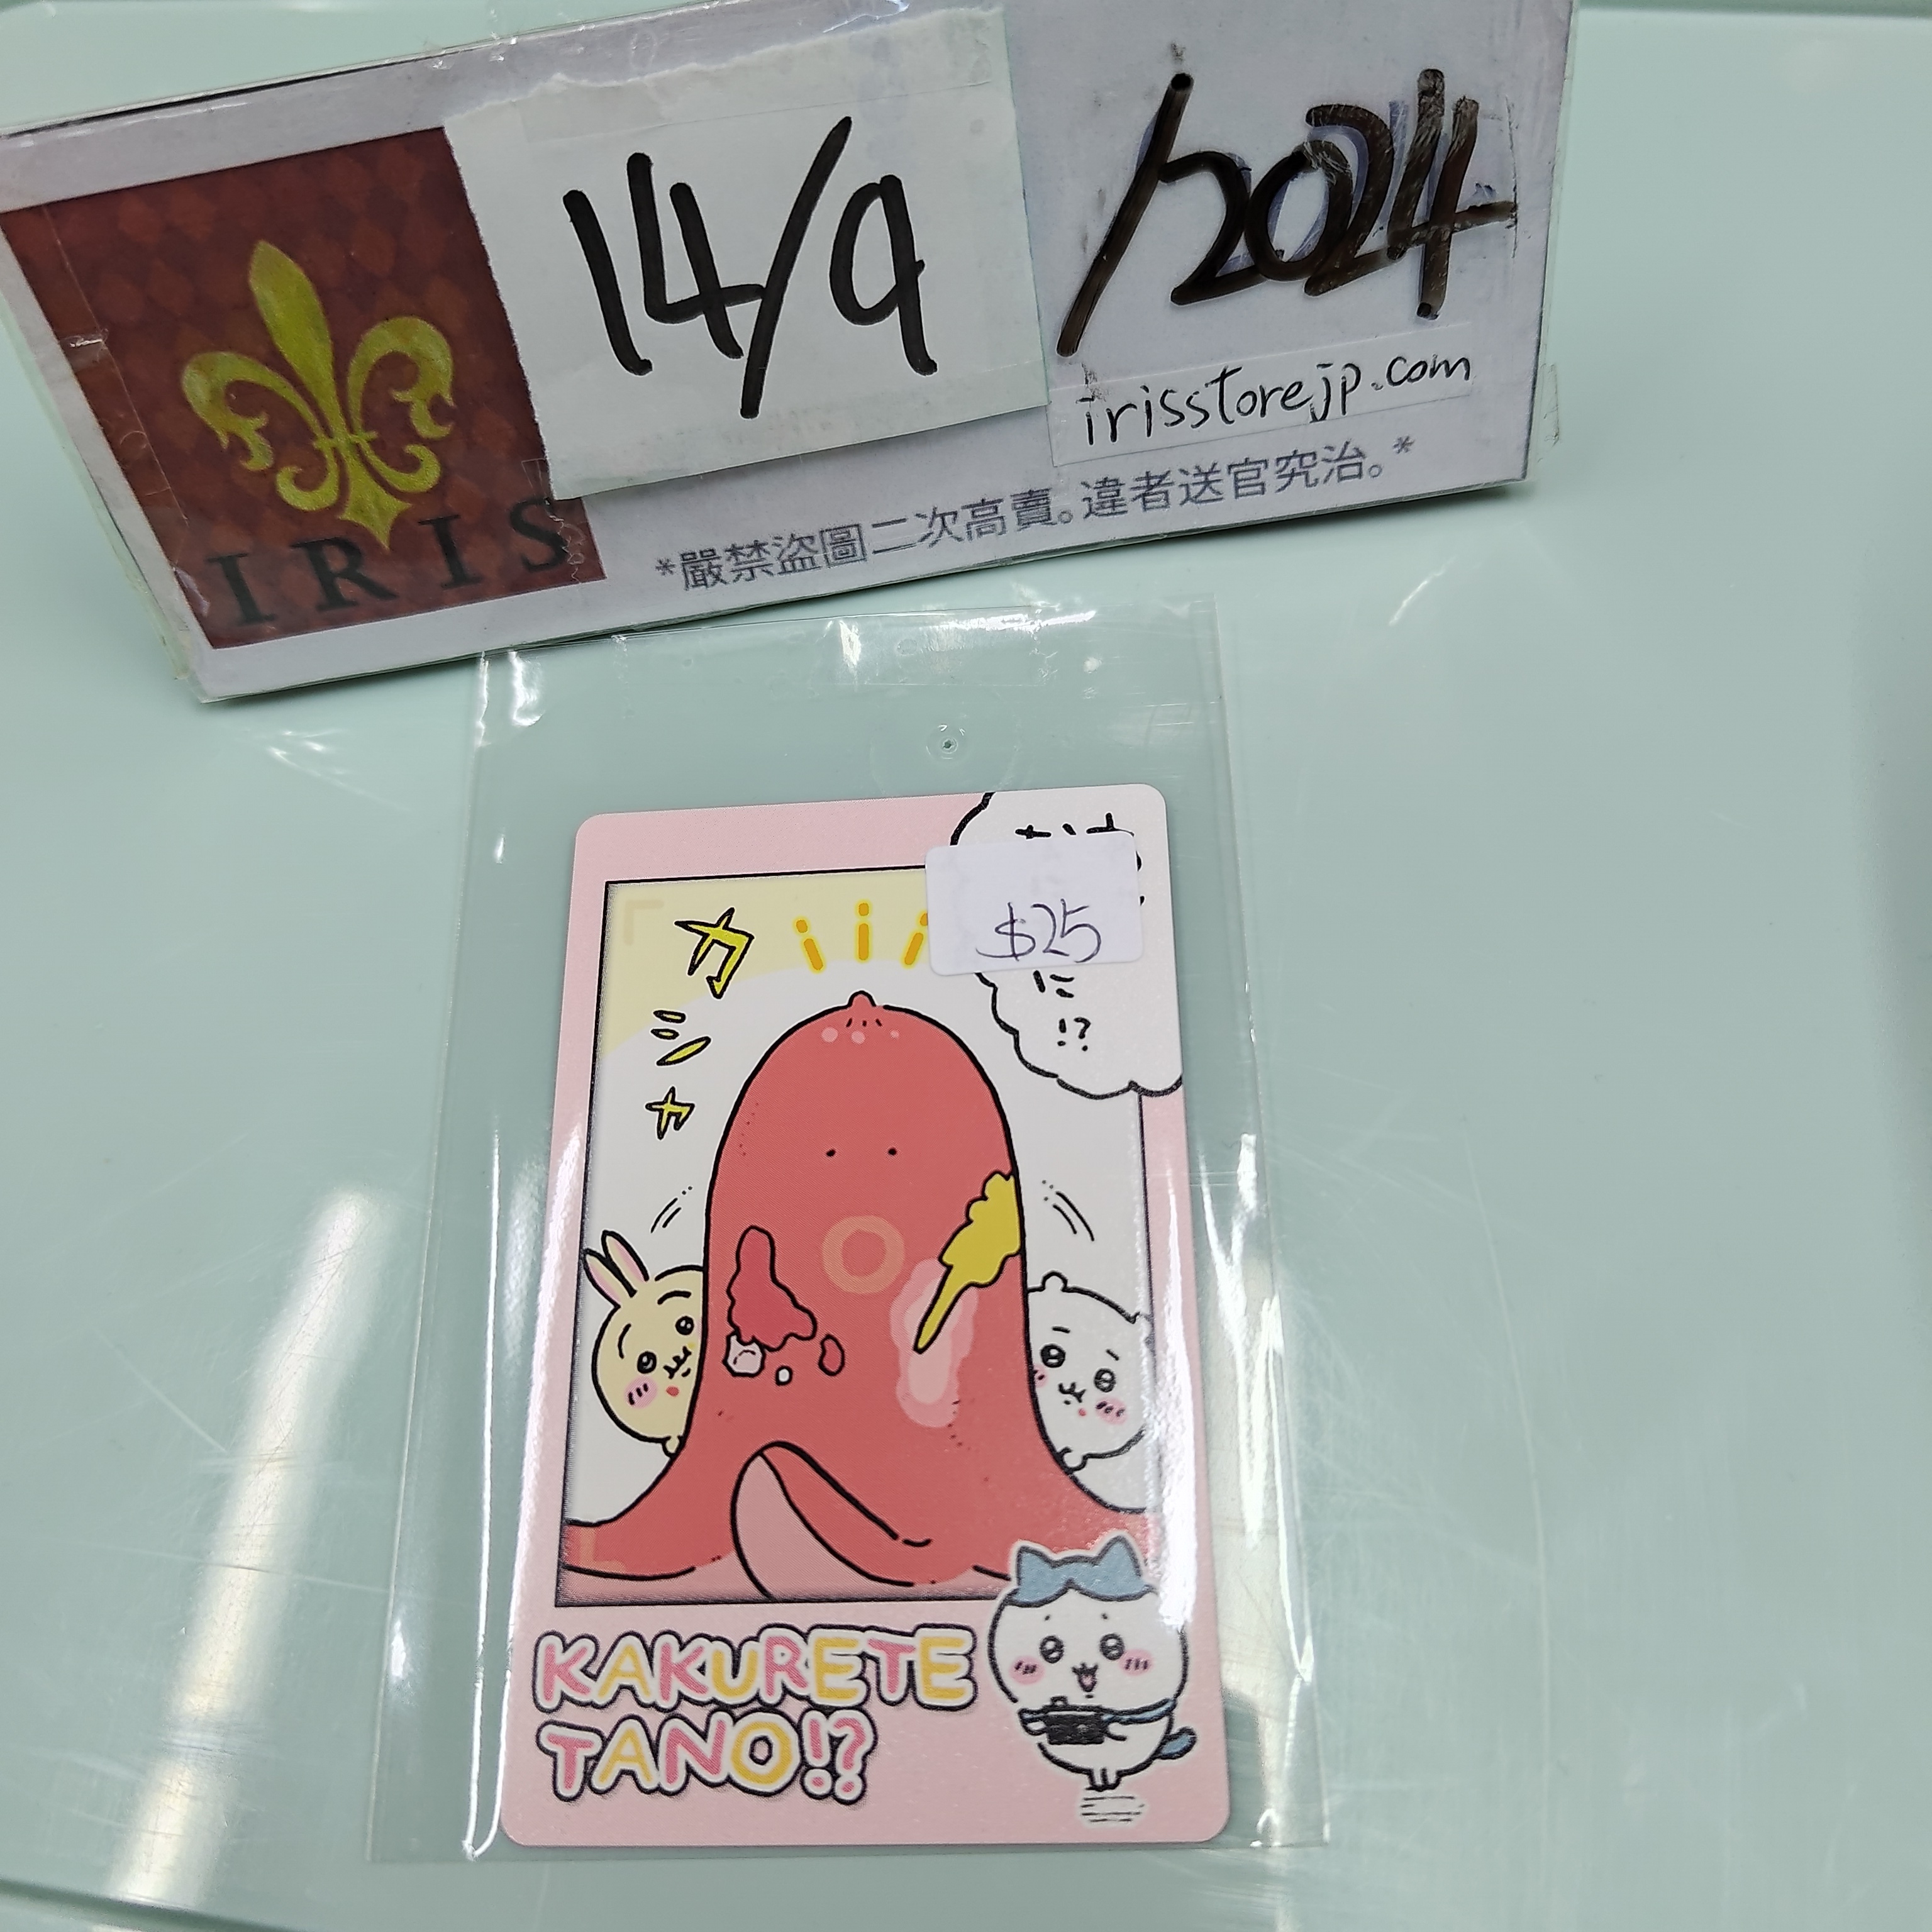 14/9
/2024
irisstorejp.com
IRIS
*嚴禁盜圖二次高賣。違者送官究治。*
$25
カシャ
に
!?
KAKURETE
TANO!?